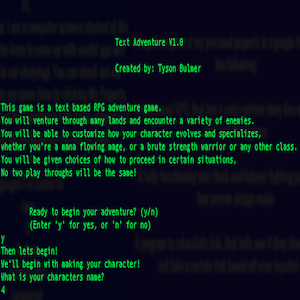 Text Adventure V1.0
Created by: Tyson Bulmer
This game is a text based RPG adventure game.
You will venture through many lands and encounter a variety of enemies.
You will be able to customize how your character evolves and specializes,
whether you're a mana flowing mage, or a brute strength warrior or any other class.
You will be given choices of how to proceed in certain situations,
No two play throughs will be the same!
Ready to begin your adventure? (y/n)
(Enter 'y' for yes, or 'n' for no)
y
Then lets begin!
We'll begin with making your character!
What is your characters name?
4